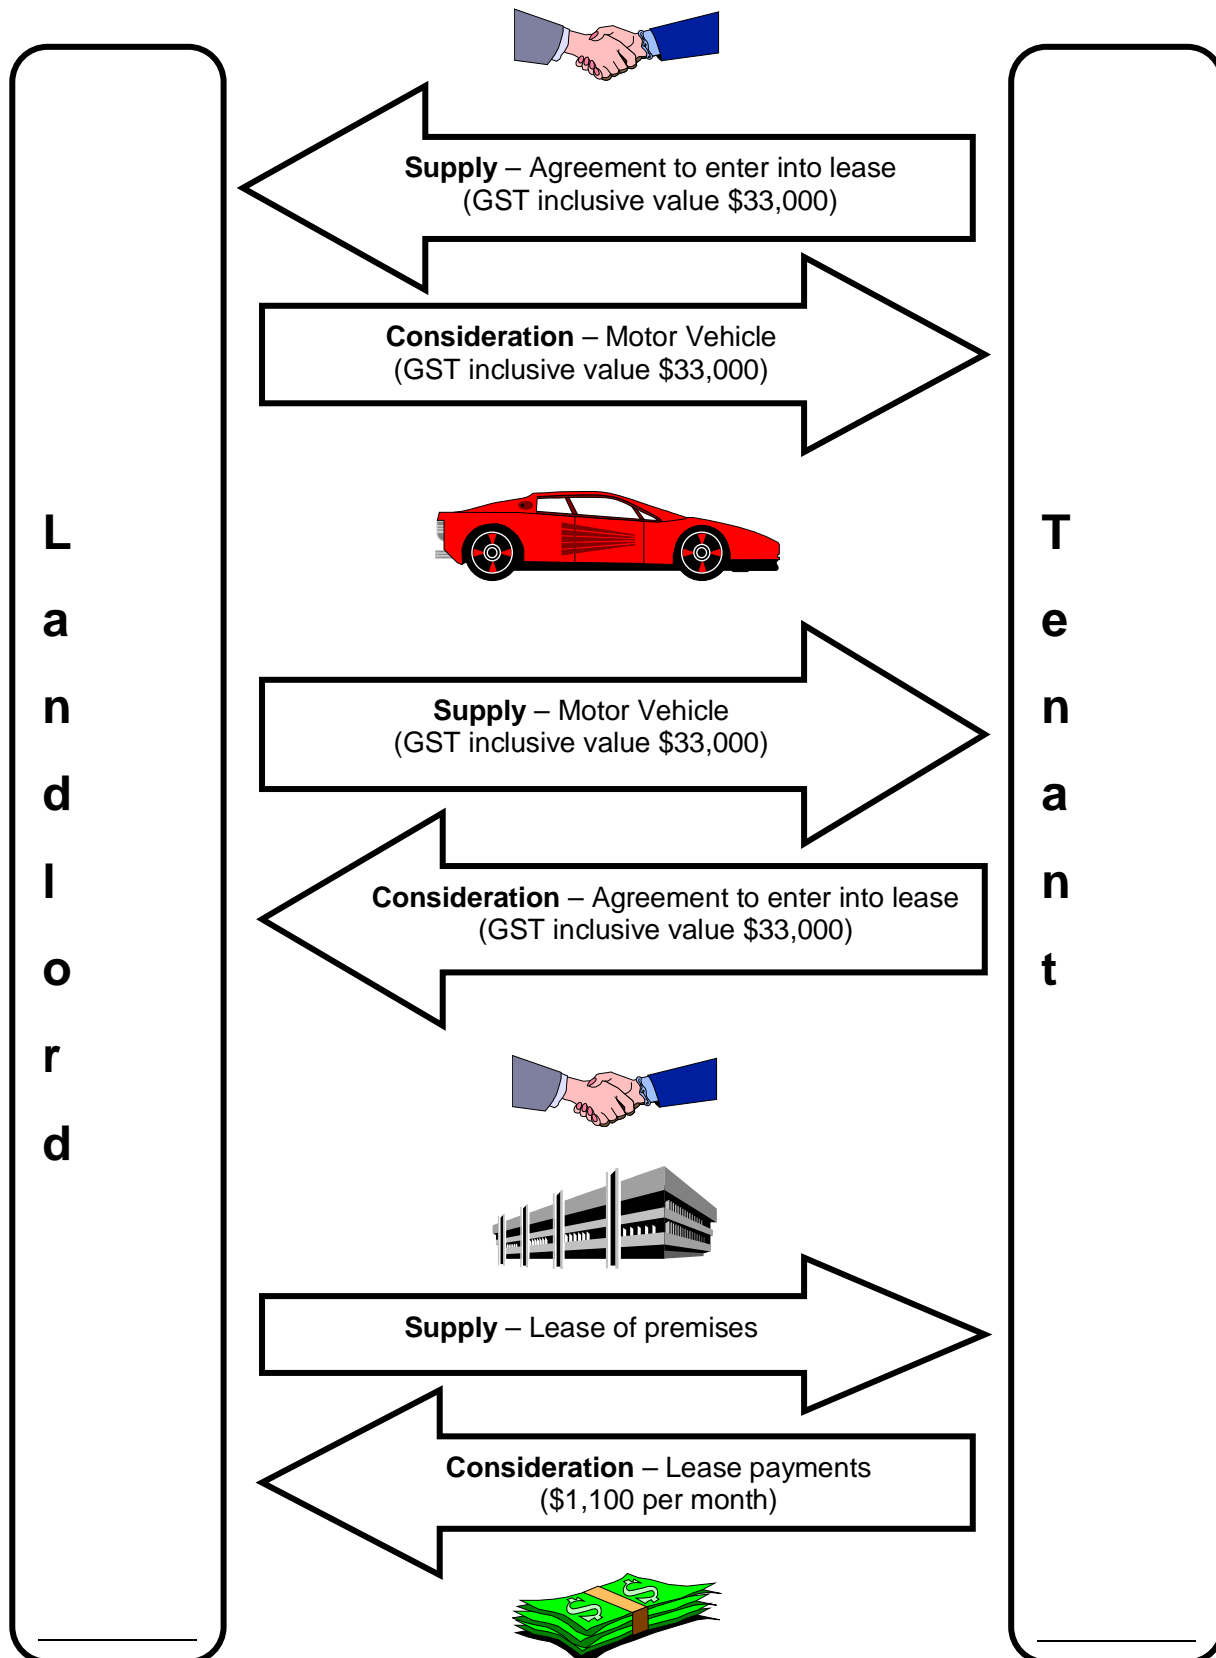 Supply – Agreement to enter into lease
(GST inclusive value $33,000)
Consideration – Motor Vehicle
(GST inclusive value $33,000)
Landlord
Tenant
Supply – Motor Vehicle
(GST inclusive value $33,000)
Consideration – Agreement to enter into lease
(GST inclusive value $33,000)
Supply – Lease of premises
Consideration – Lease payments
($1,100 per month)
$ $